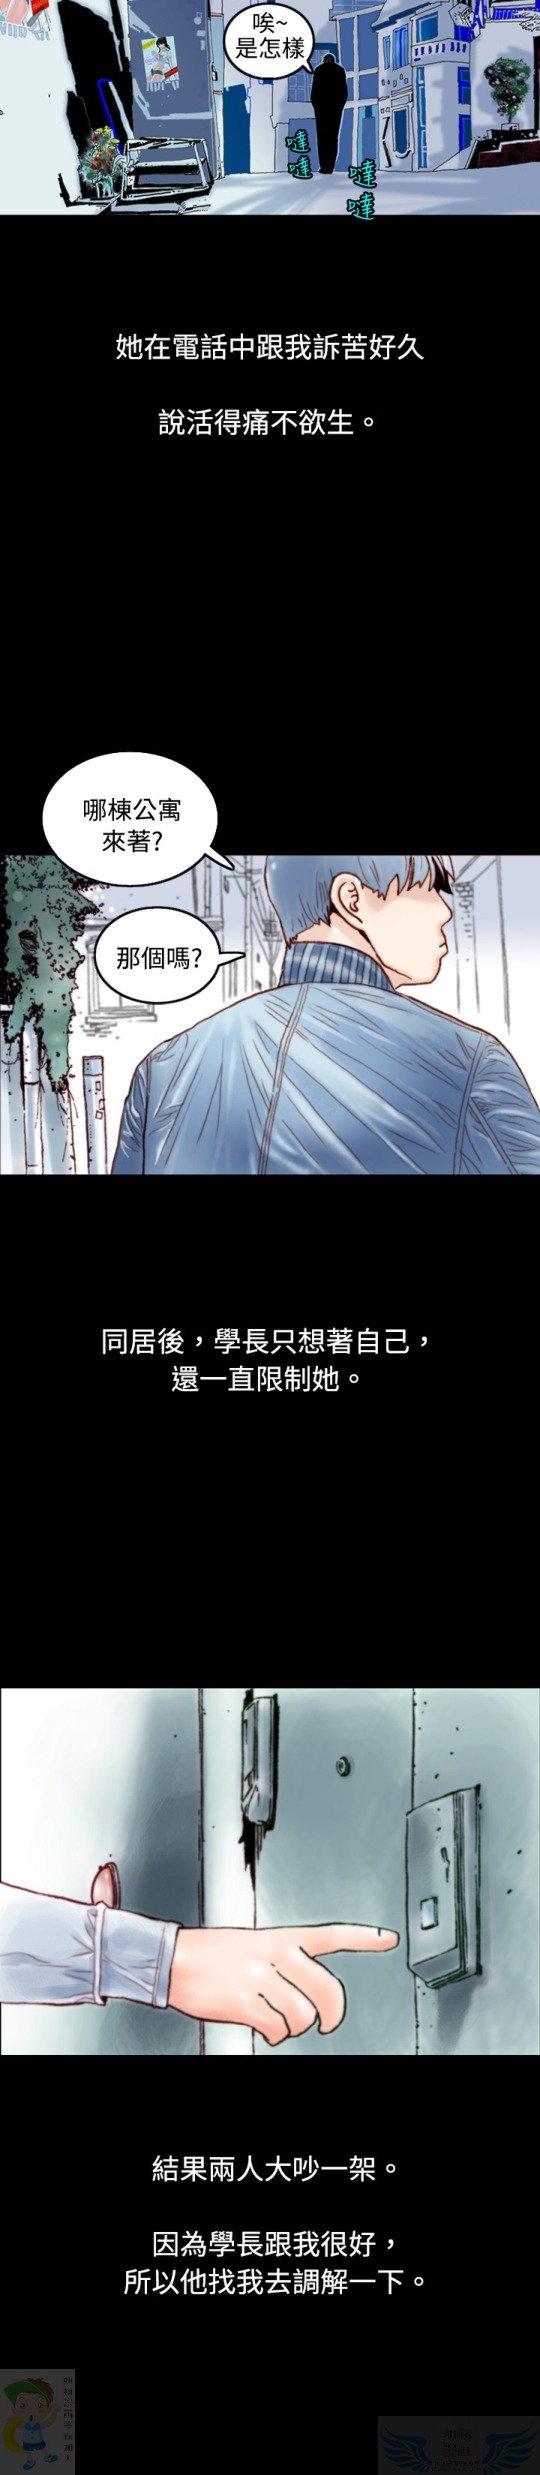 唉~
是怎樣
噠
噠
噠
噠
她在電話中跟我訴苦好久
說活得痛不欲生。
哪棟公寓
來著?
那個嗎?
同居後，學長只想著自己，
還一直限制她。
結果兩人大吵一架。
因為學長跟我很好，
所以他找我去調解一下。